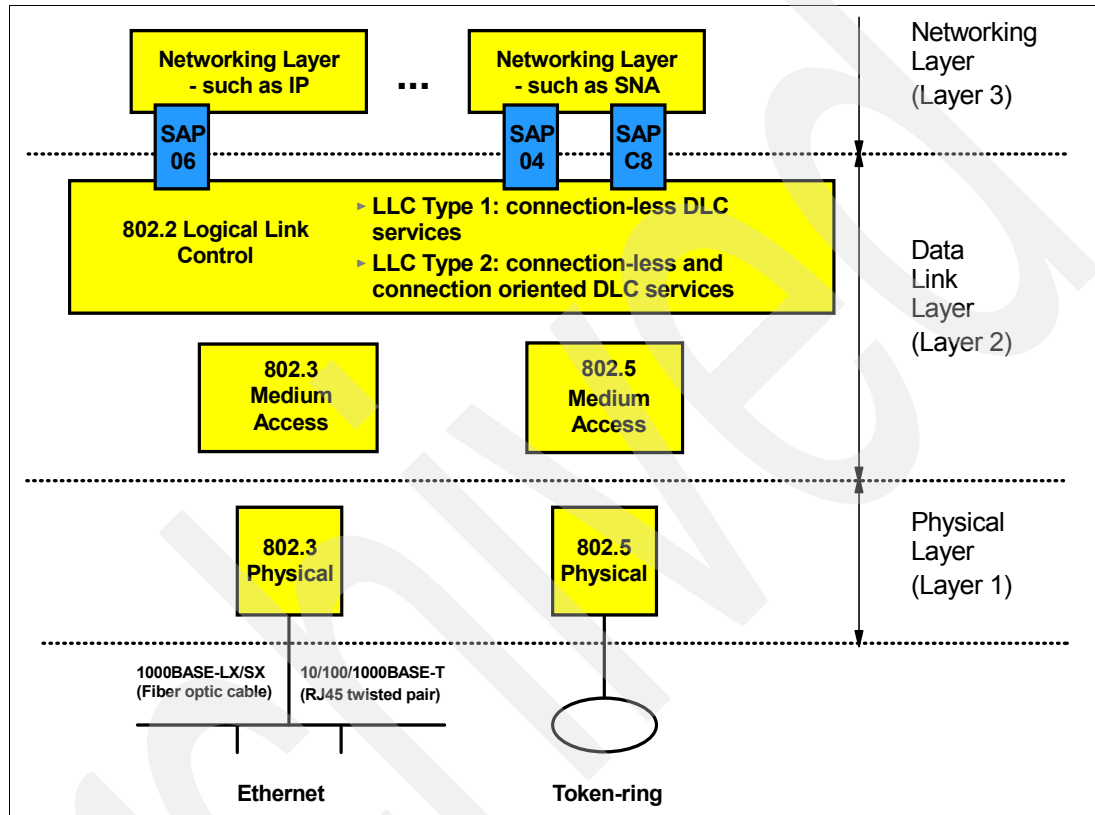 Networking Layer
- such as IP
...
Networking Layer
- such as SNA
Networking
Layer
(Layer 3)
SAP
06
SAP
04
SAP
C8
802.2 Logical Link
Control
▸ LLC Type 1: connection-less DLC
services
▸ LLC Type 2: connection-less and
connection oriented DLC services
Data
Link
Layer
(Layer 2)
802.3
Medium
Access
802.5
Medium
Access
802.3
Physical
802.5
Physical
Physical
Layer
(Layer 1)
1000BASE-LX/SX
(Fiber optic cable)
10/100/1000BASE-T
(RJ45 twisted pair)
Ethernet
Token-ring